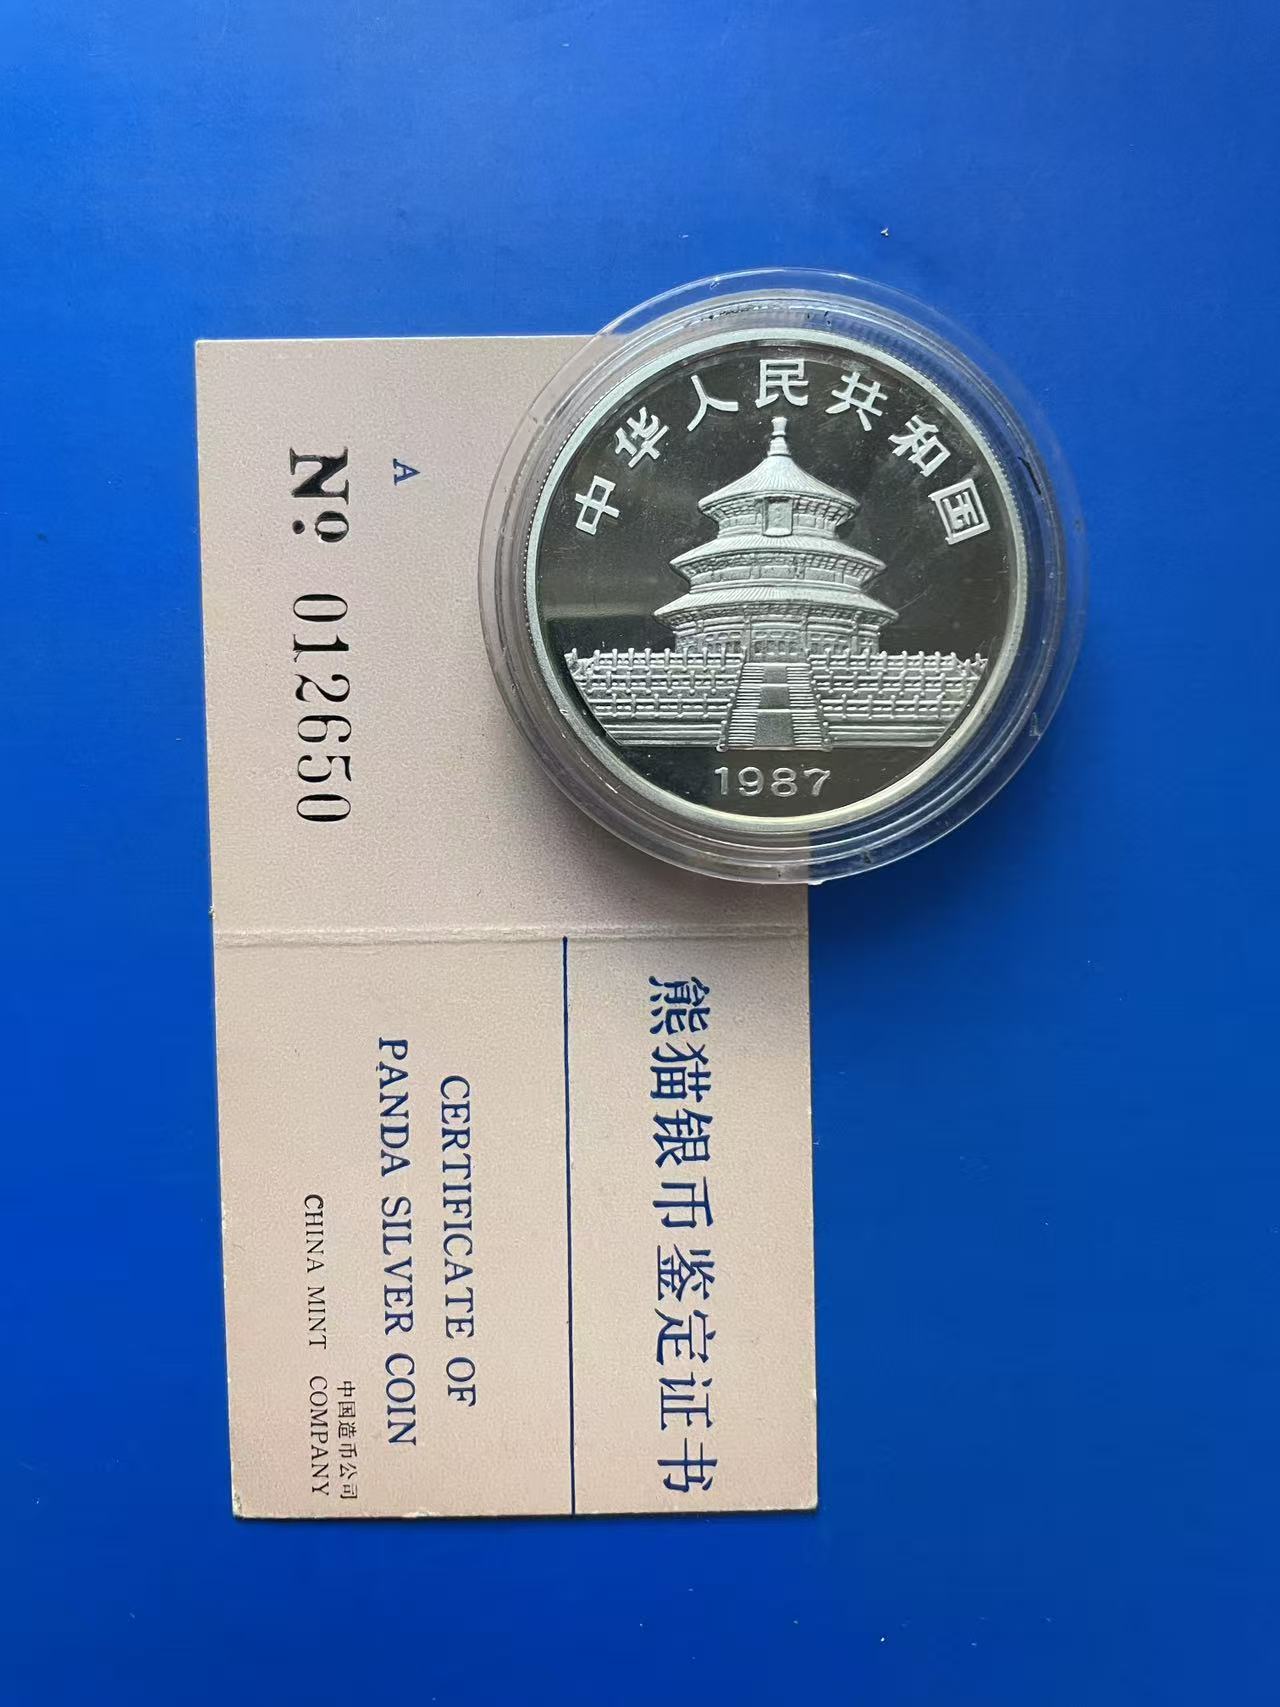 中华人民共和国
1987
A
Nº 012650
熊猫银币鉴定证书
CERTIFICATE OF
PANDA SILVER COIN
中国造币公司
CHINA MINT COMPANY